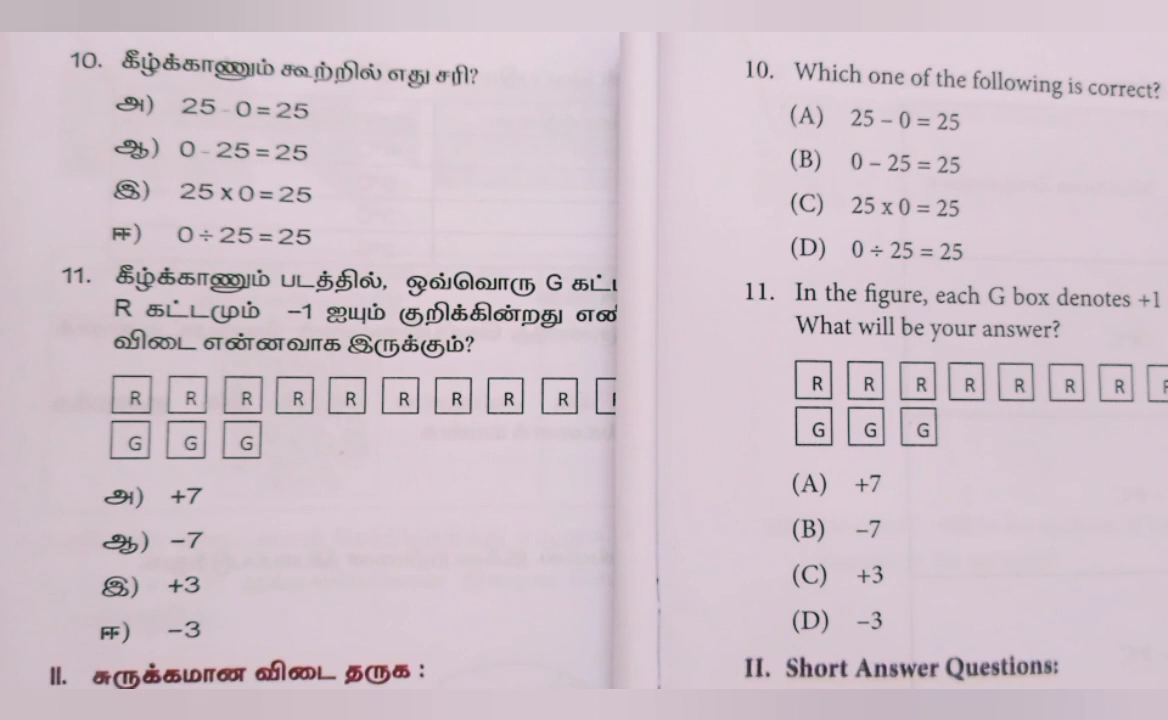 10. கீழ்க்காணும் கூற்றில் எது சரி?
அ) 25 - 0 = 25
ஆ) 0 - 25 = 25
இ) 25 x 0 = 25
ஈ) 0 ÷ 25 = 25
11. கீழ்க்காணும் படத்தில், ஒவ்வொரு G
R கட்டமும் –1 ஐயும் குறிக்கின்றது
விடை என்னவாக இருக்கும்?
R R R R R R R R R
G G G
அ) +7
ஆ) –7
இ) +3
ஈ) –3
II. சுருக்கமான விடை தருக :
10. Which one of the following is correct?
(A) 25 – 0 = 25
(B) 0 – 25 = 25
(C) 25 x 0 = 25
(D) 0 ÷ 25 = 25
11. In the figure, each G box denotes +1
What will be your answer?
R R R R R R R
G G G
(A) +7
(B) –7
(C) +3
(D) –3
II. Short Answer Questions: